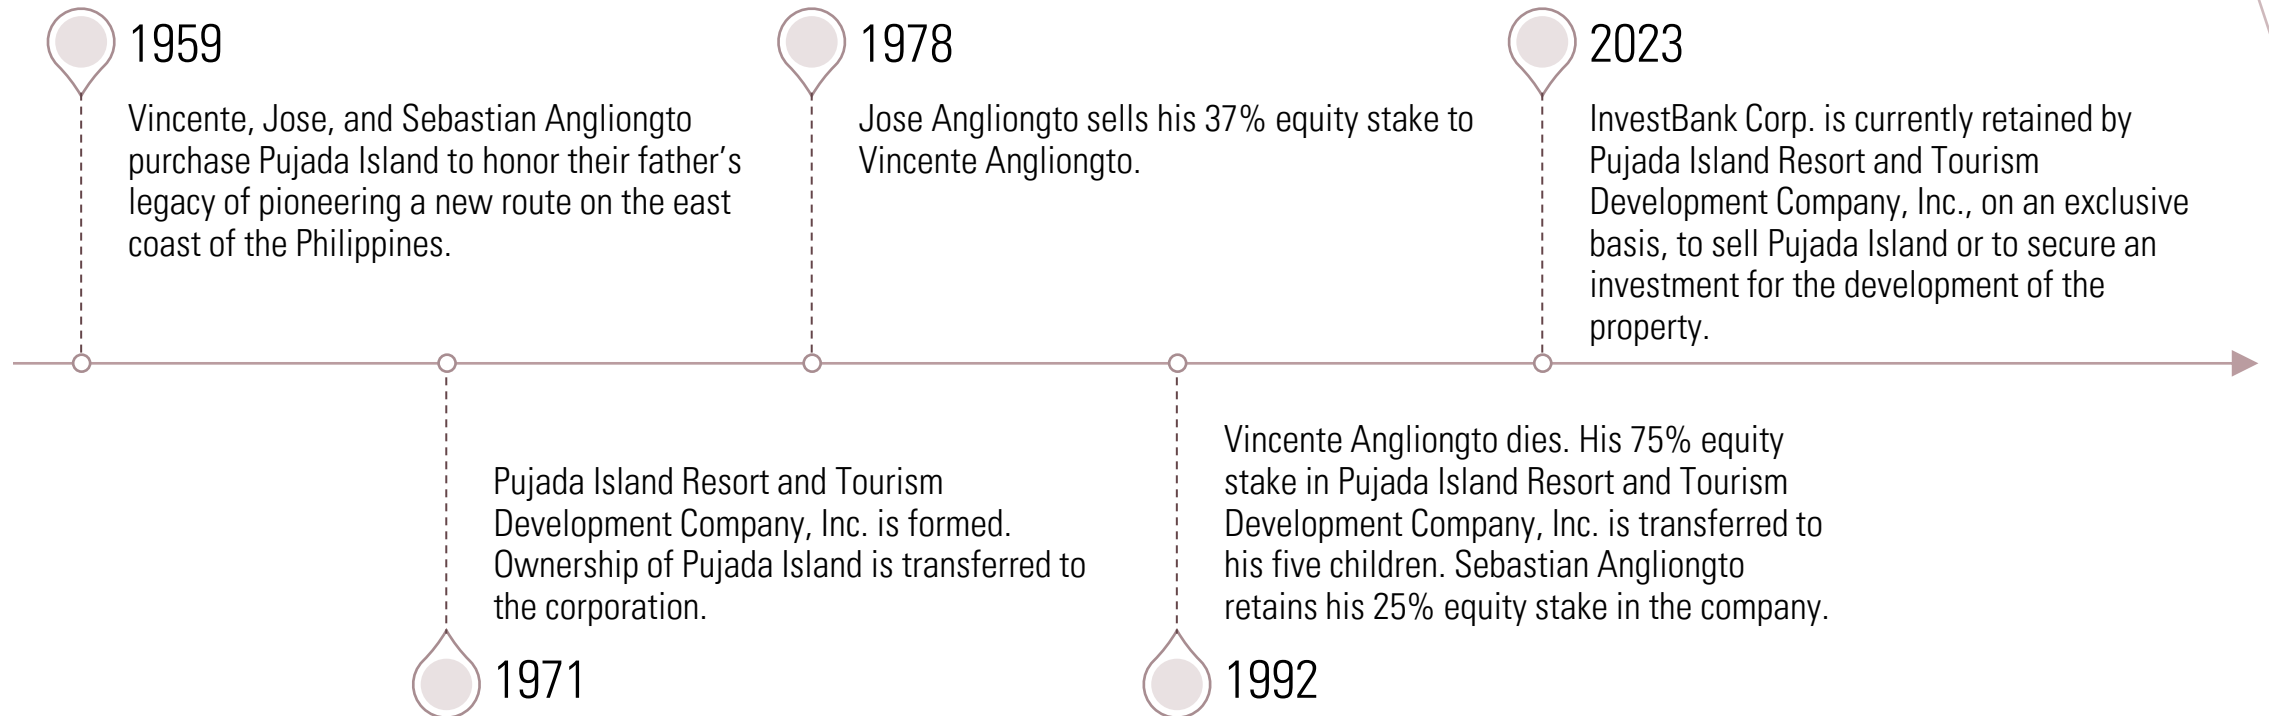 1959
Vincente, Jose, and Sebastian Angliongto
purchase Pujada Island to honor their father’s
legacy of pioneering a new route on the east
coast of the Philippines.
1971
Pujada Island Resort and Tourism
Development Company, Inc. is formed.
Ownership of Pujada Island is transferred to
the corporation.
1978
Jose Angliongto sells his 37% equity stake to
Vincente Angliongto.
1992
Vincente Angliongto dies. His 75% equity
stake in Pujada Island Resort and Tourism
Development Company, Inc. is transferred to
his five children. Sebastian Angliongto
retains his 25% equity stake in the company.
2023
InvestBank Corp. is currently retained by
Pujada Island Resort and Tourism
Development Company, Inc., on an exclusive
basis, to sell Pujada Island or to secure an
investment for the development of the
property.